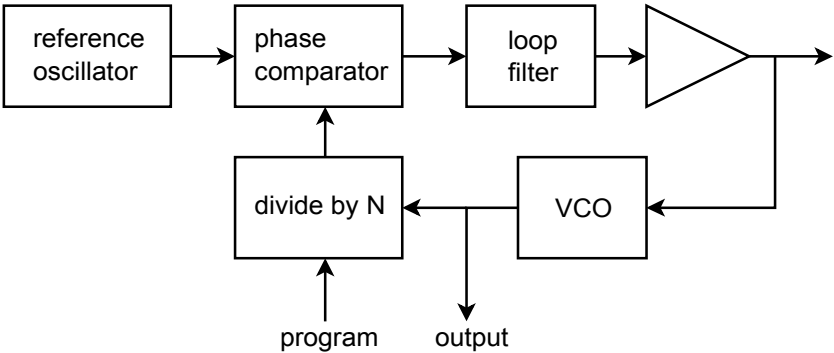 reference
oscillator
phase
comparator
loop
filter
divide by N
VCO
program
output